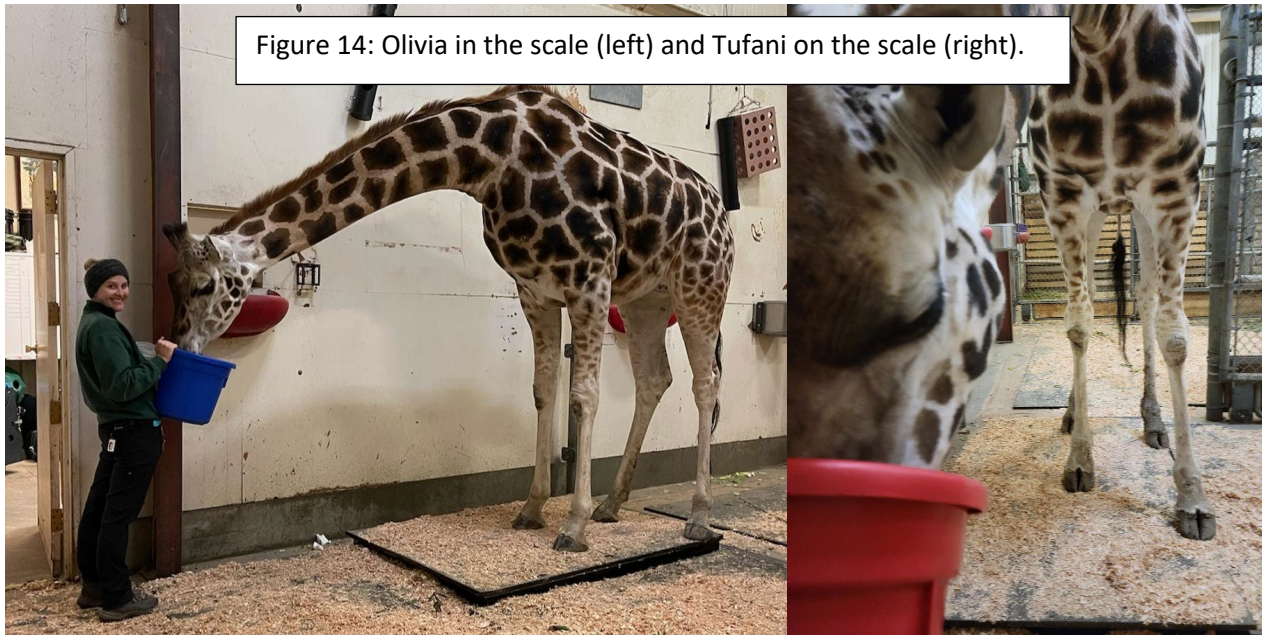 Figure 14: Olivia in the scale (left) and Tufani on the scale (right).